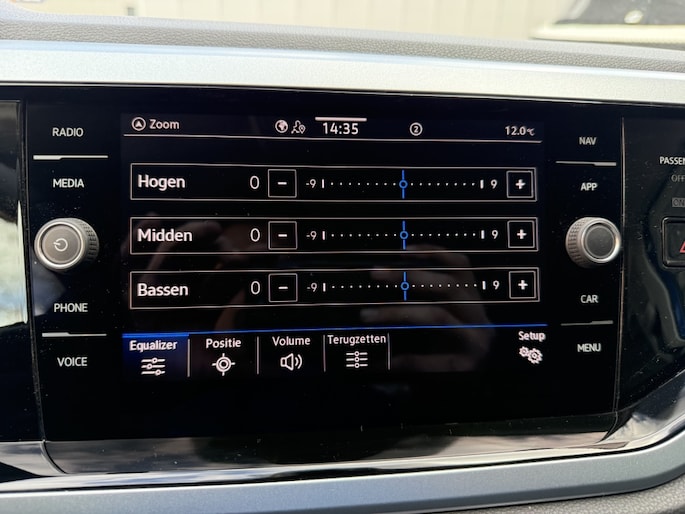 RADIO
MEDIA
PHONE
VOICE
Zoom 14:35 2 12.0°C
Hogen 0 - -9 9 +
Midden 0 - -9 9 +
Bassen 0 - -9 9 +
Equalizer Positie Volume Terugzetten Setup
NAV
APP
CAR
MENU
PASSEN